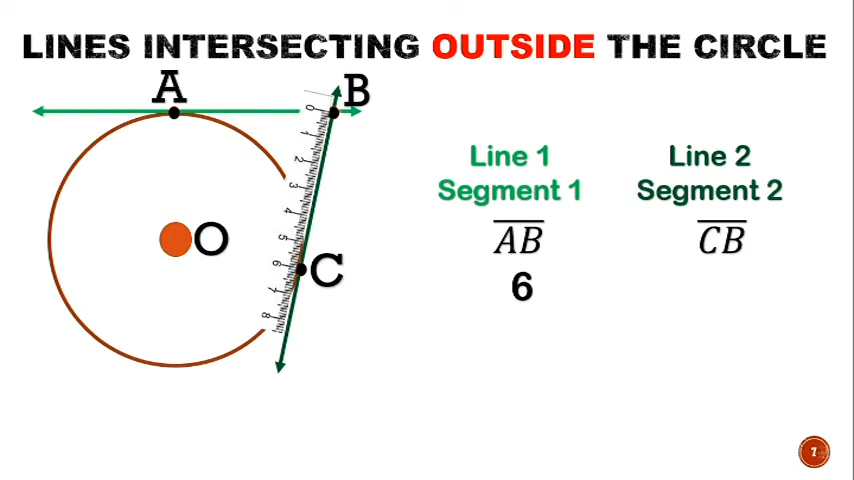 LINES INTERSECTING OUTSIDE THE CIRCLE
A
B
0
1
2
3
4
5
6
7
8
O
C
Line 1
Segment 1
AB
6
Line 2
Segment 2
CB
7